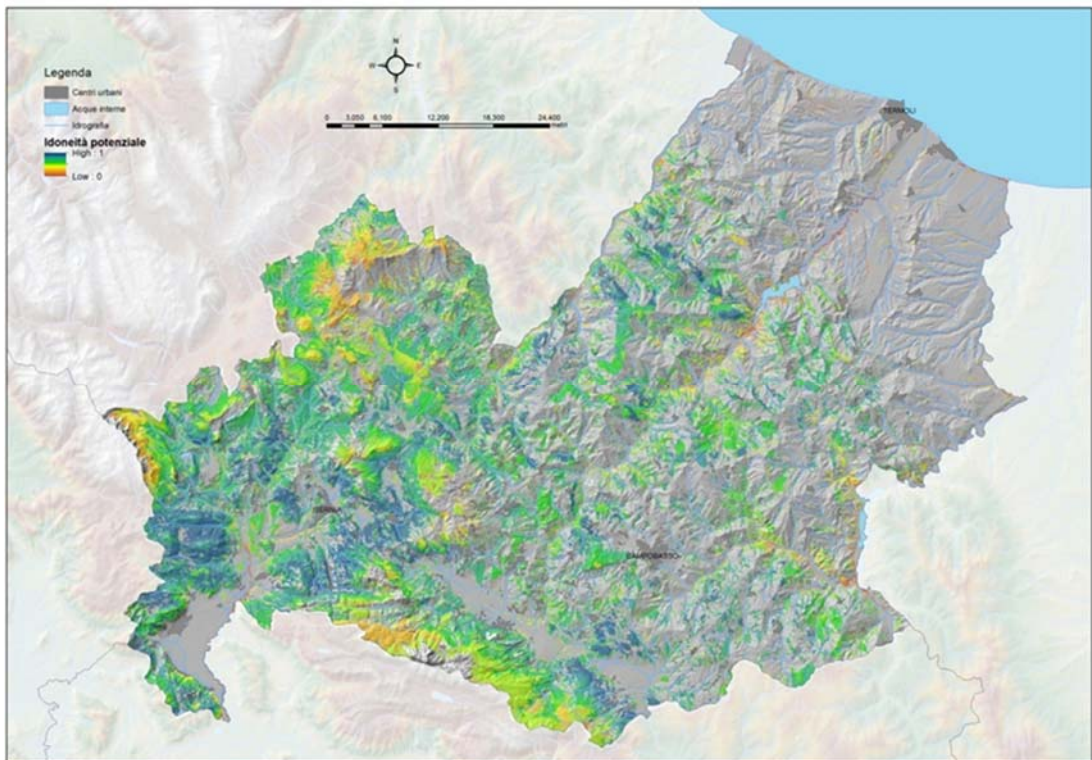 N
W E
S
Legenda
Centri urbani
Acque interne
Idrografia
Idoneità potenziale
High : 1
Low : 0
0 3.050 6.100 12.200 18.300 24.400
metri
TERMOLI
ISERNIA
CAMPOBASSO